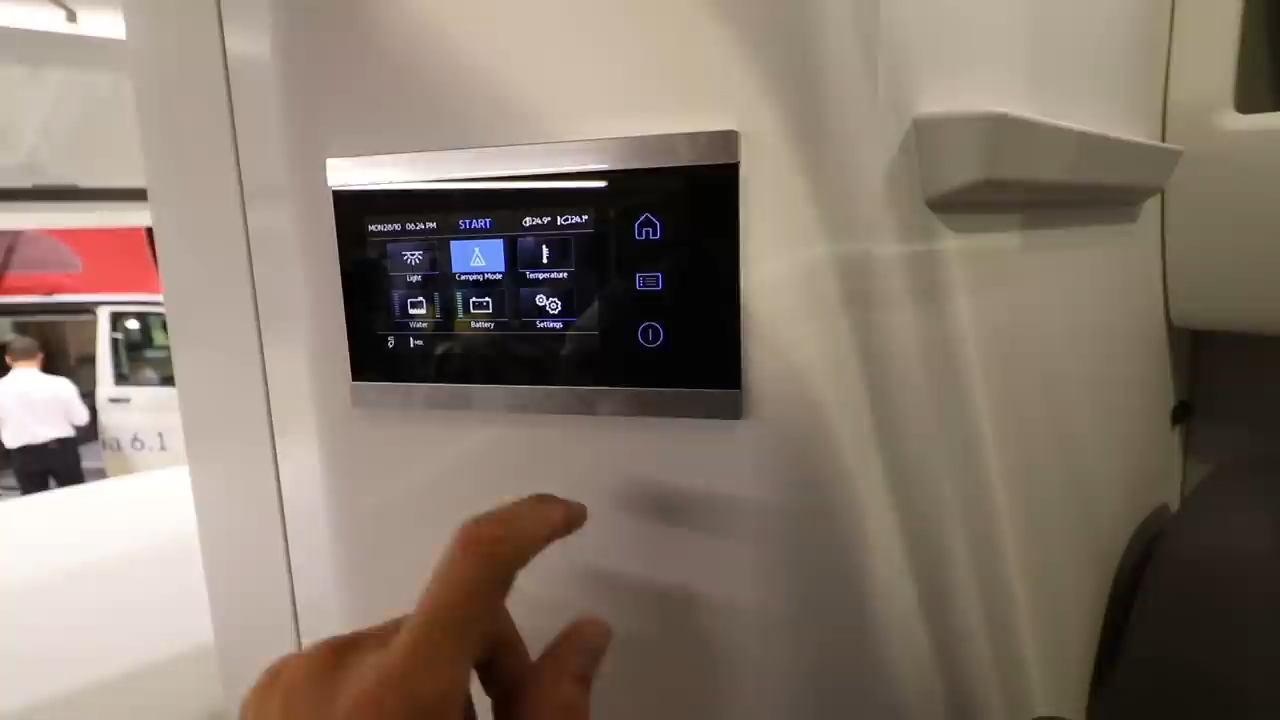 MON28/10 06:24 PM START 24.9° 24.1°
Light Camping Mode Temperature
Water Battery Settings
ia 6.1